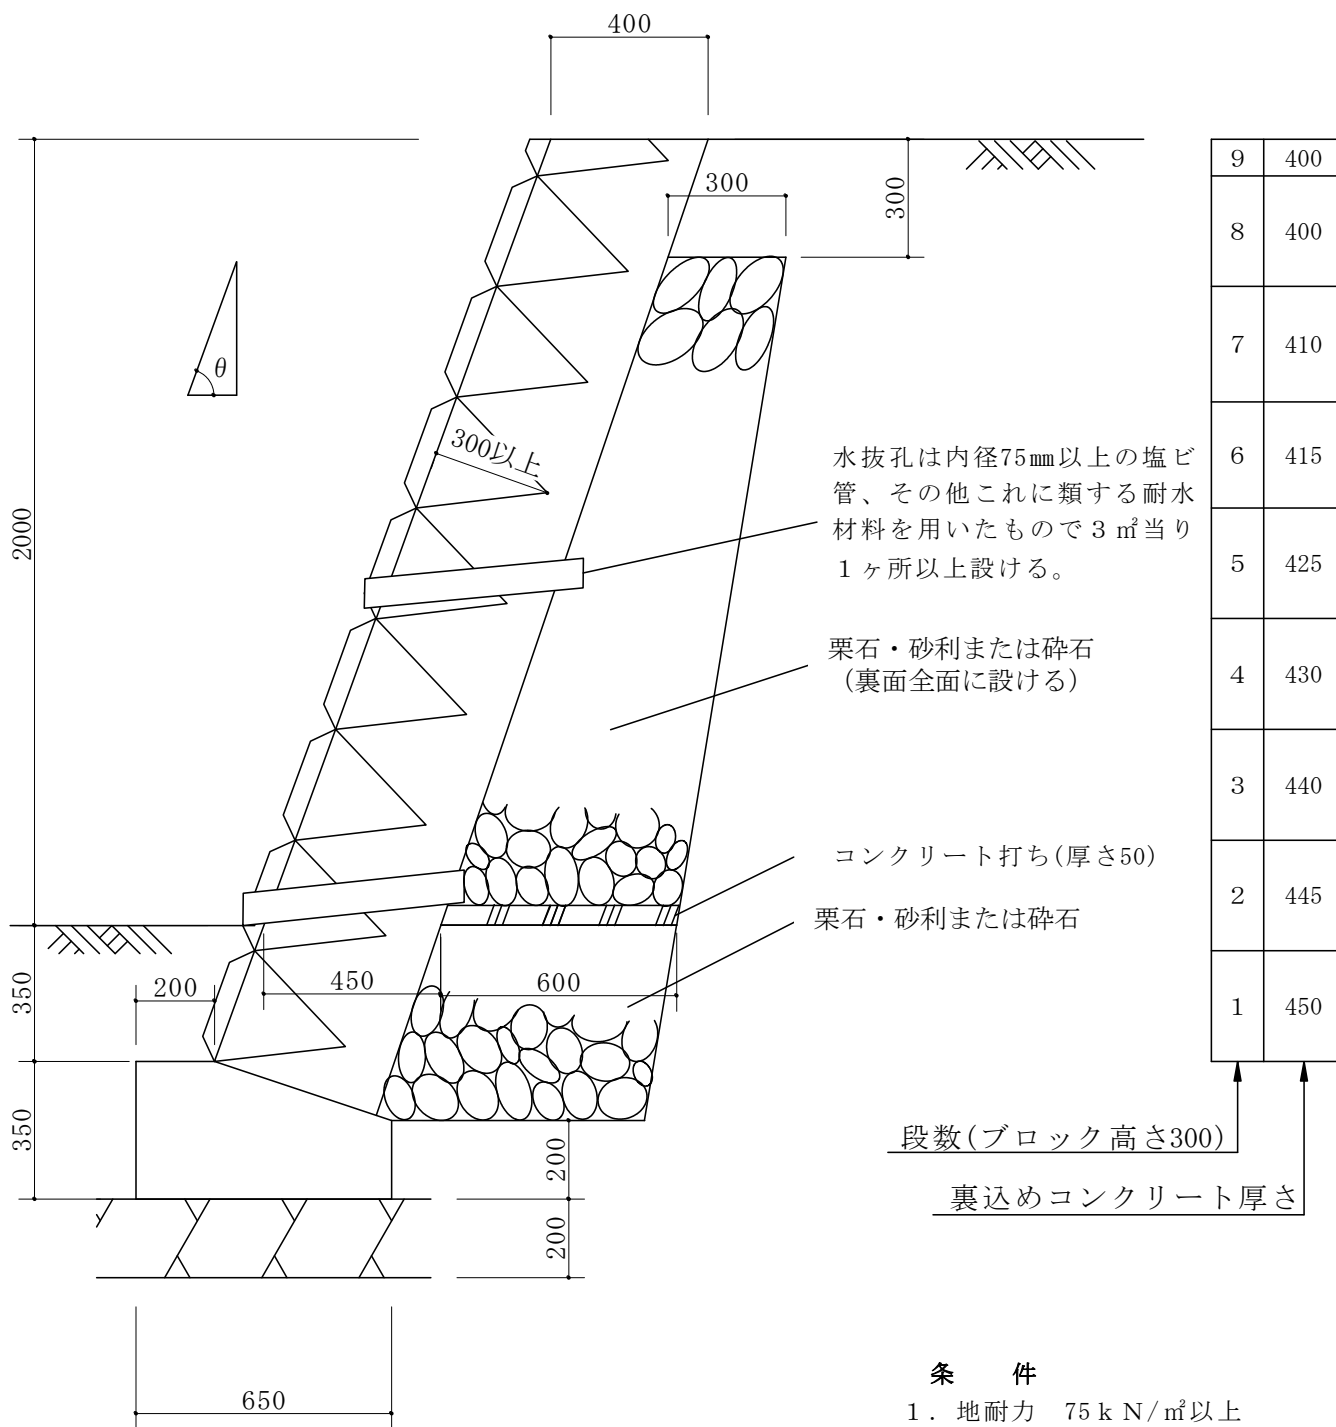 400
300
300
9 400
8 400
7 410
6 415
5 425
4 430
3 440
2 445
1 450
θ
300以上
2000
水抜孔は内径75㎜以上の塩ビ
管、その他これに類する耐水
材料を用いたもので3㎡当り
1ヶ所以上設ける。
栗石・砂利または砕石
(裏面全面に設ける)
コンクリート打ち(厚さ50)
栗石・砂利または砕石
350
200
450
600
350
200
200
650
段数(ブロック高さ300)
裏込めコンクリート厚さ
条 件
1. 地耐力 75kN/㎡以上